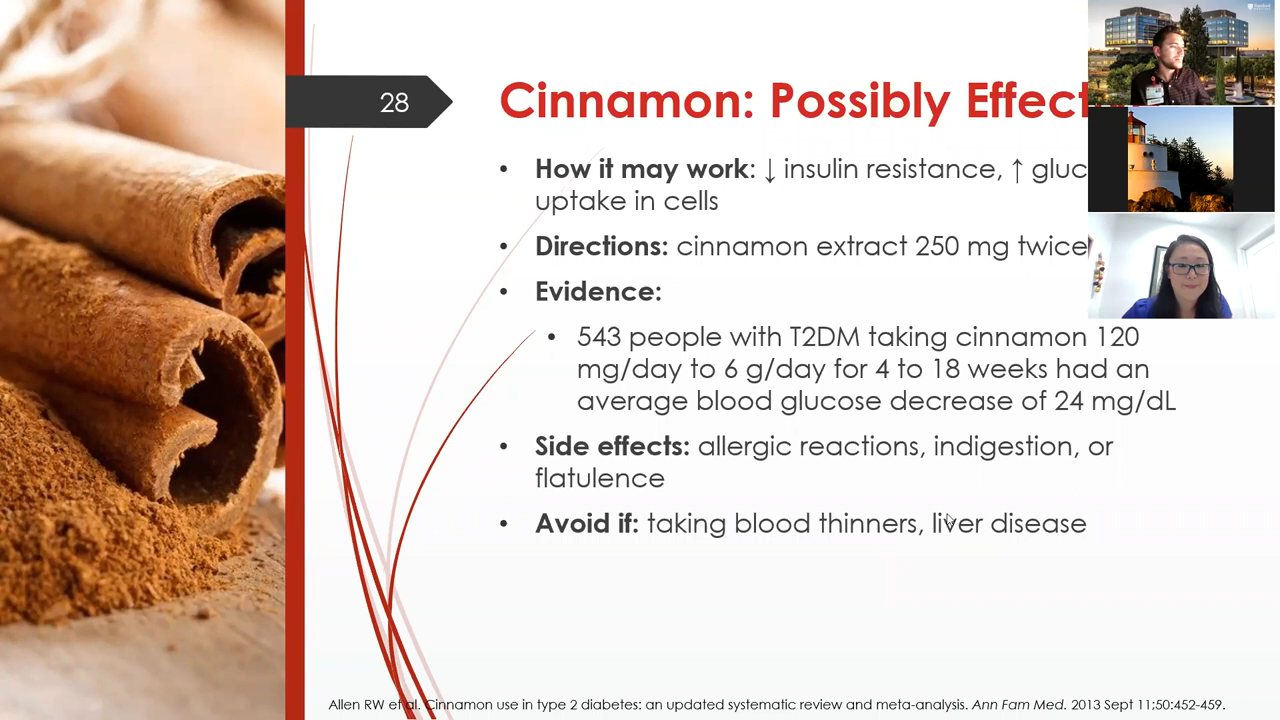 28
Cinnamon: Possibly Effect
• How it may work: ↓ insulin resistance, ↑ gluc
uptake in cells
• Directions: cinnamon extract 250 mg twice
• Evidence:
• 543 people with T2DM taking cinnamon 120
mg/day to 6 g/day for 4 to 18 weeks had an
average blood glucose decrease of 24 mg/dL
• Side effects: allergic reactions, indigestion, or
flatulence
• Avoid if: taking blood thinners, liver disease
Allen RW et al. Cinnamon use in type 2 diabetes: an updated systematic review and meta-analysis. Ann Fam Med. 2013 Sept 11;50:452-459.